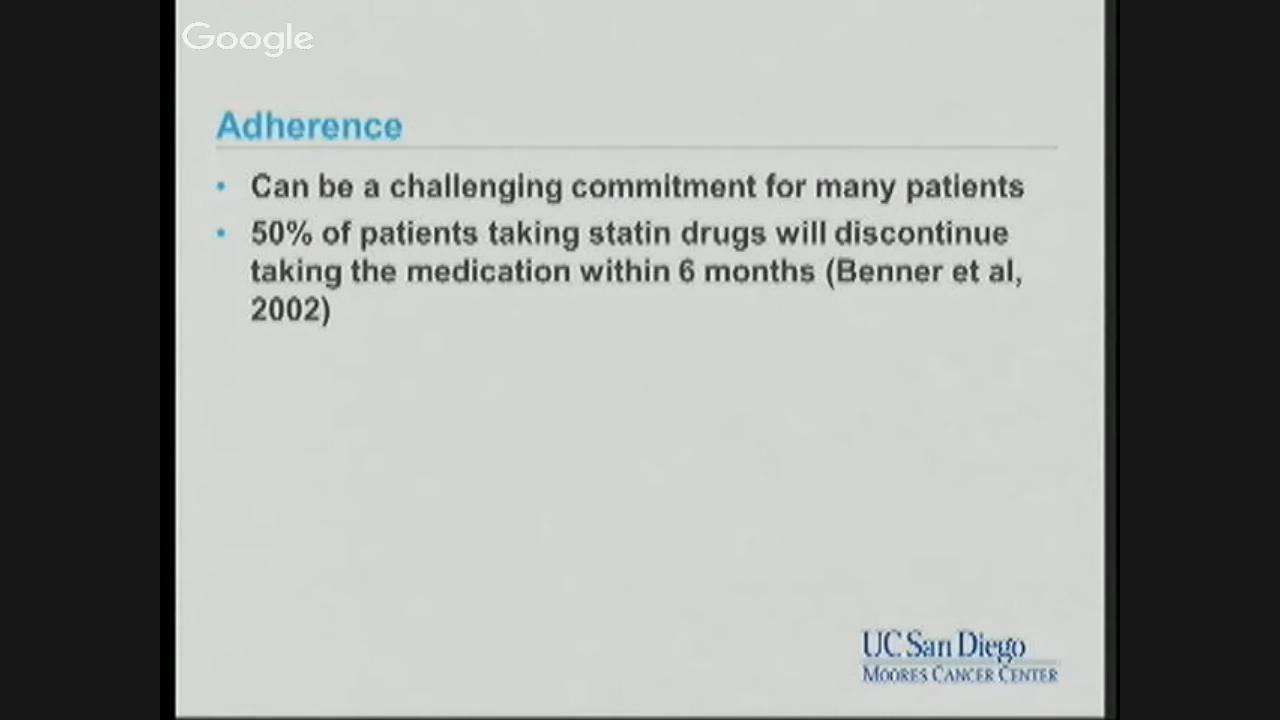 Google
Adherence
• Can be a challenging commitment for many patients
• 50% of patients taking statin drugs will discontinue
taking the medication within 6 months (Benner et al,
2002)
UC San Diego
MOORES CANCER CENTER